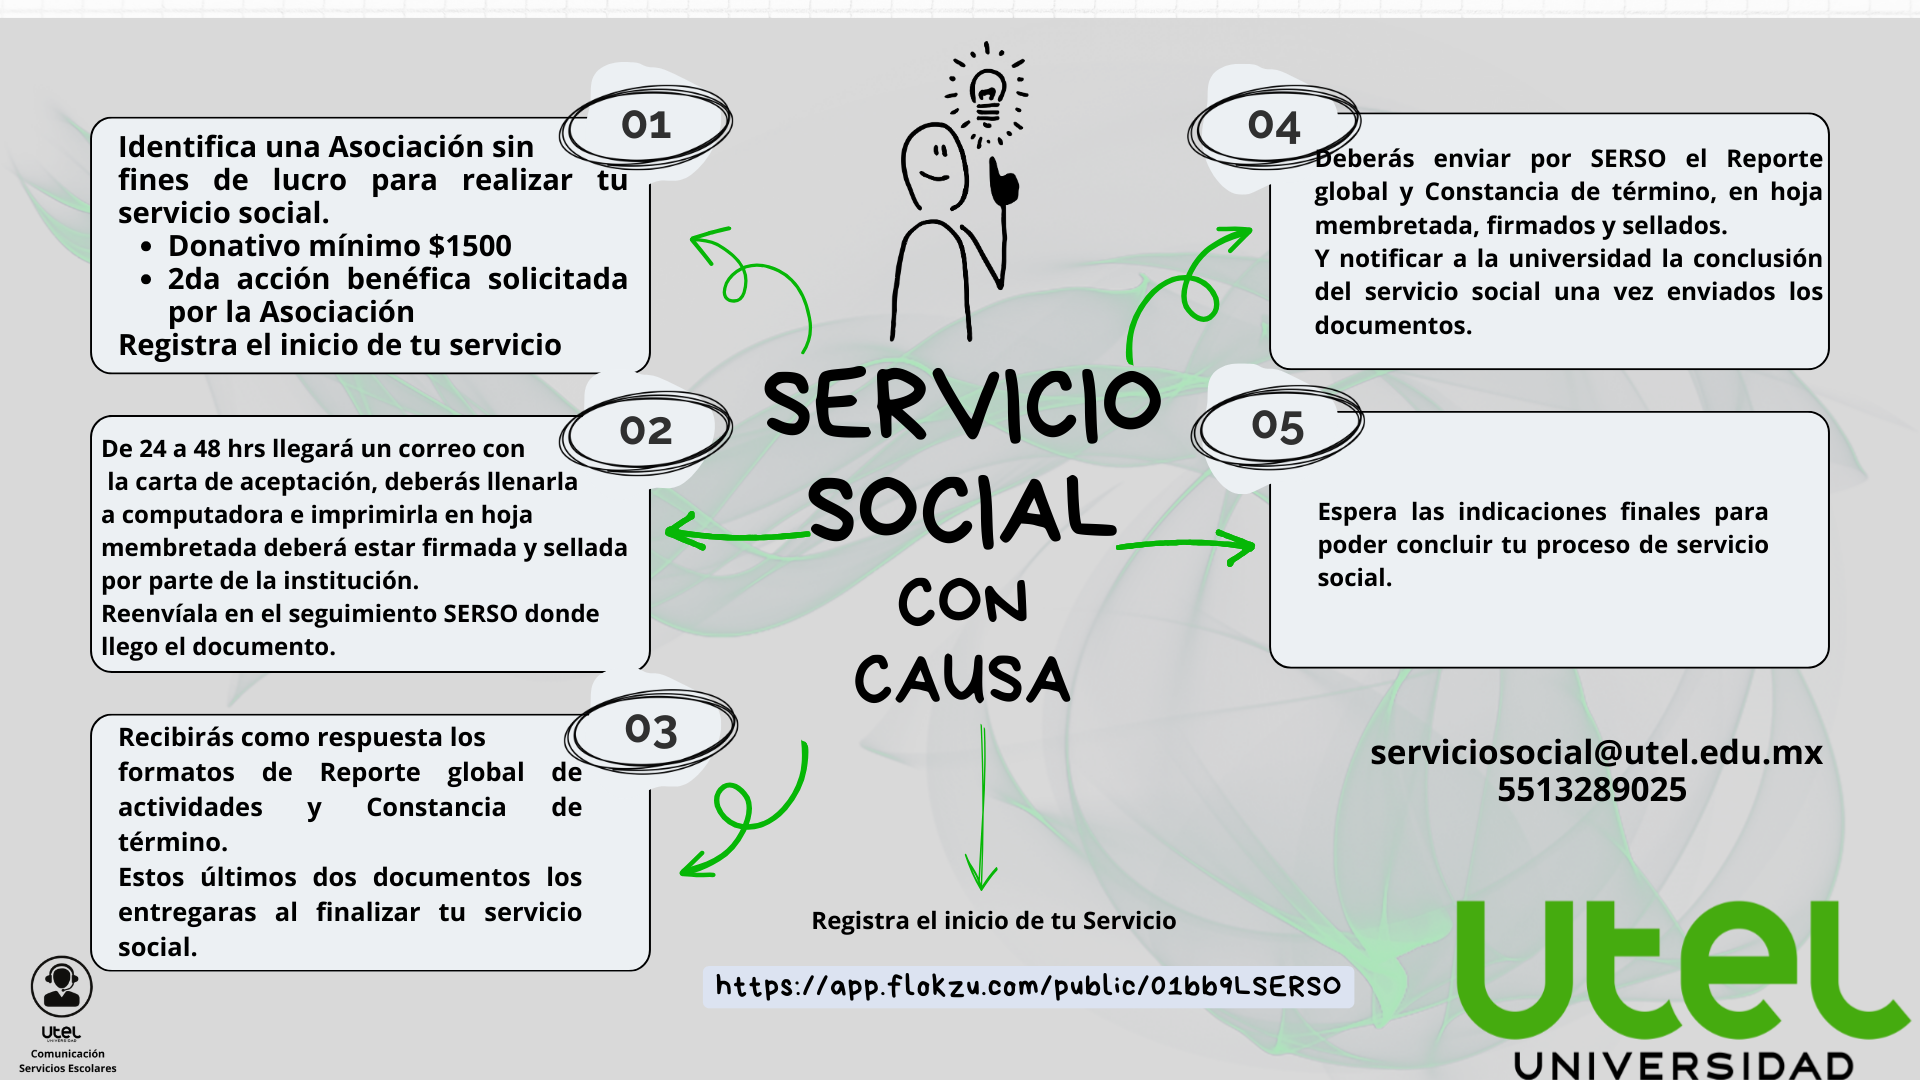 01
Identifica una Asociación sin
fines de lucro para realizar tu
servicio social.
• Donativo mínimo $1500
• 2da acción benéfica solicitada
por la Asociación
Registra el inicio de tu servicio
02
De 24 a 48 hrs llegará un correo con
la carta de aceptación, deberás llenarla
a computadora e imprimirla en hoja
membretada deberá estar firmada y sellada
por parte de la institución.
Reenvíala en el seguimiento SERSO donde
llego el documento.
03
Recibirás como respuesta los
formatos de Reporte global de
actividades y Constancia de
término.
Estos últimos dos documentos los
entregaras al finalizar tu servicio
social.
SERVICIO
SOCIAL
CON
CAUSA
Registra el inicio de tu Servicio
https://app.flokzu.com/public/01bb9LSERSO
04
Deberás enviar por SERSO el Reporte
global y Constancia de término, en hoja
membretada, firmados y sellados.
Y notificar a la universidad la conclusión
del servicio social una vez enviados los
documentos.
05
Espera las indicaciones finales para
poder concluir tu proceso de servicio
social.
serviciosocial@utel.edu.mx
5513289025
utel
UNIVERSIDAD
utel
UNIVERSIDAD
Comunicación
Servicios Escolares